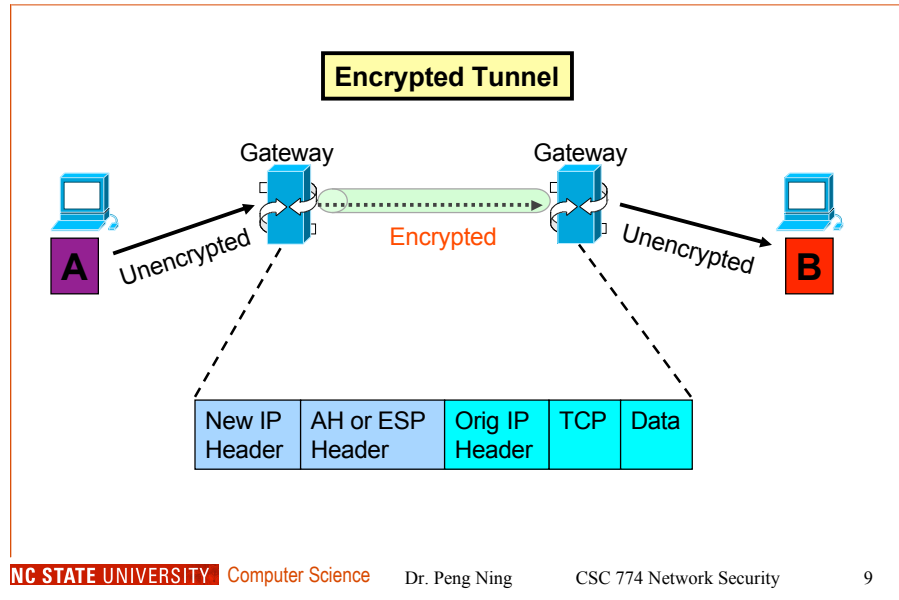 Encrypted Tunnel
Gateway
Gateway
A
Unencrypted
Encrypted
Unencrypted
B
New IP
Header
AH or ESP
Header
Orig IP
Header
TCP
Data
NC STATE UNIVERSITY Computer Science Dr. Peng Ning CSC 774 Network Security 9